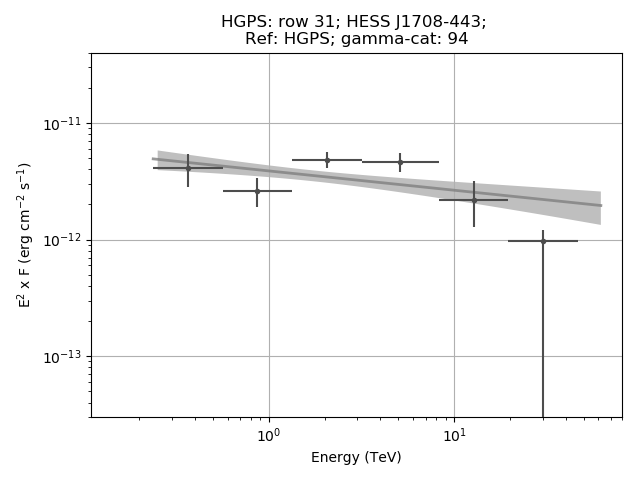 HGPS: row 31; HESS J1708-443;
Ref: HGPS; gamma-cat: 94
E² x F (erg cm⁻² s⁻¹)
10⁻¹¹
10⁻¹²
10⁻¹³
10⁰ 10¹
Energy (TeV)